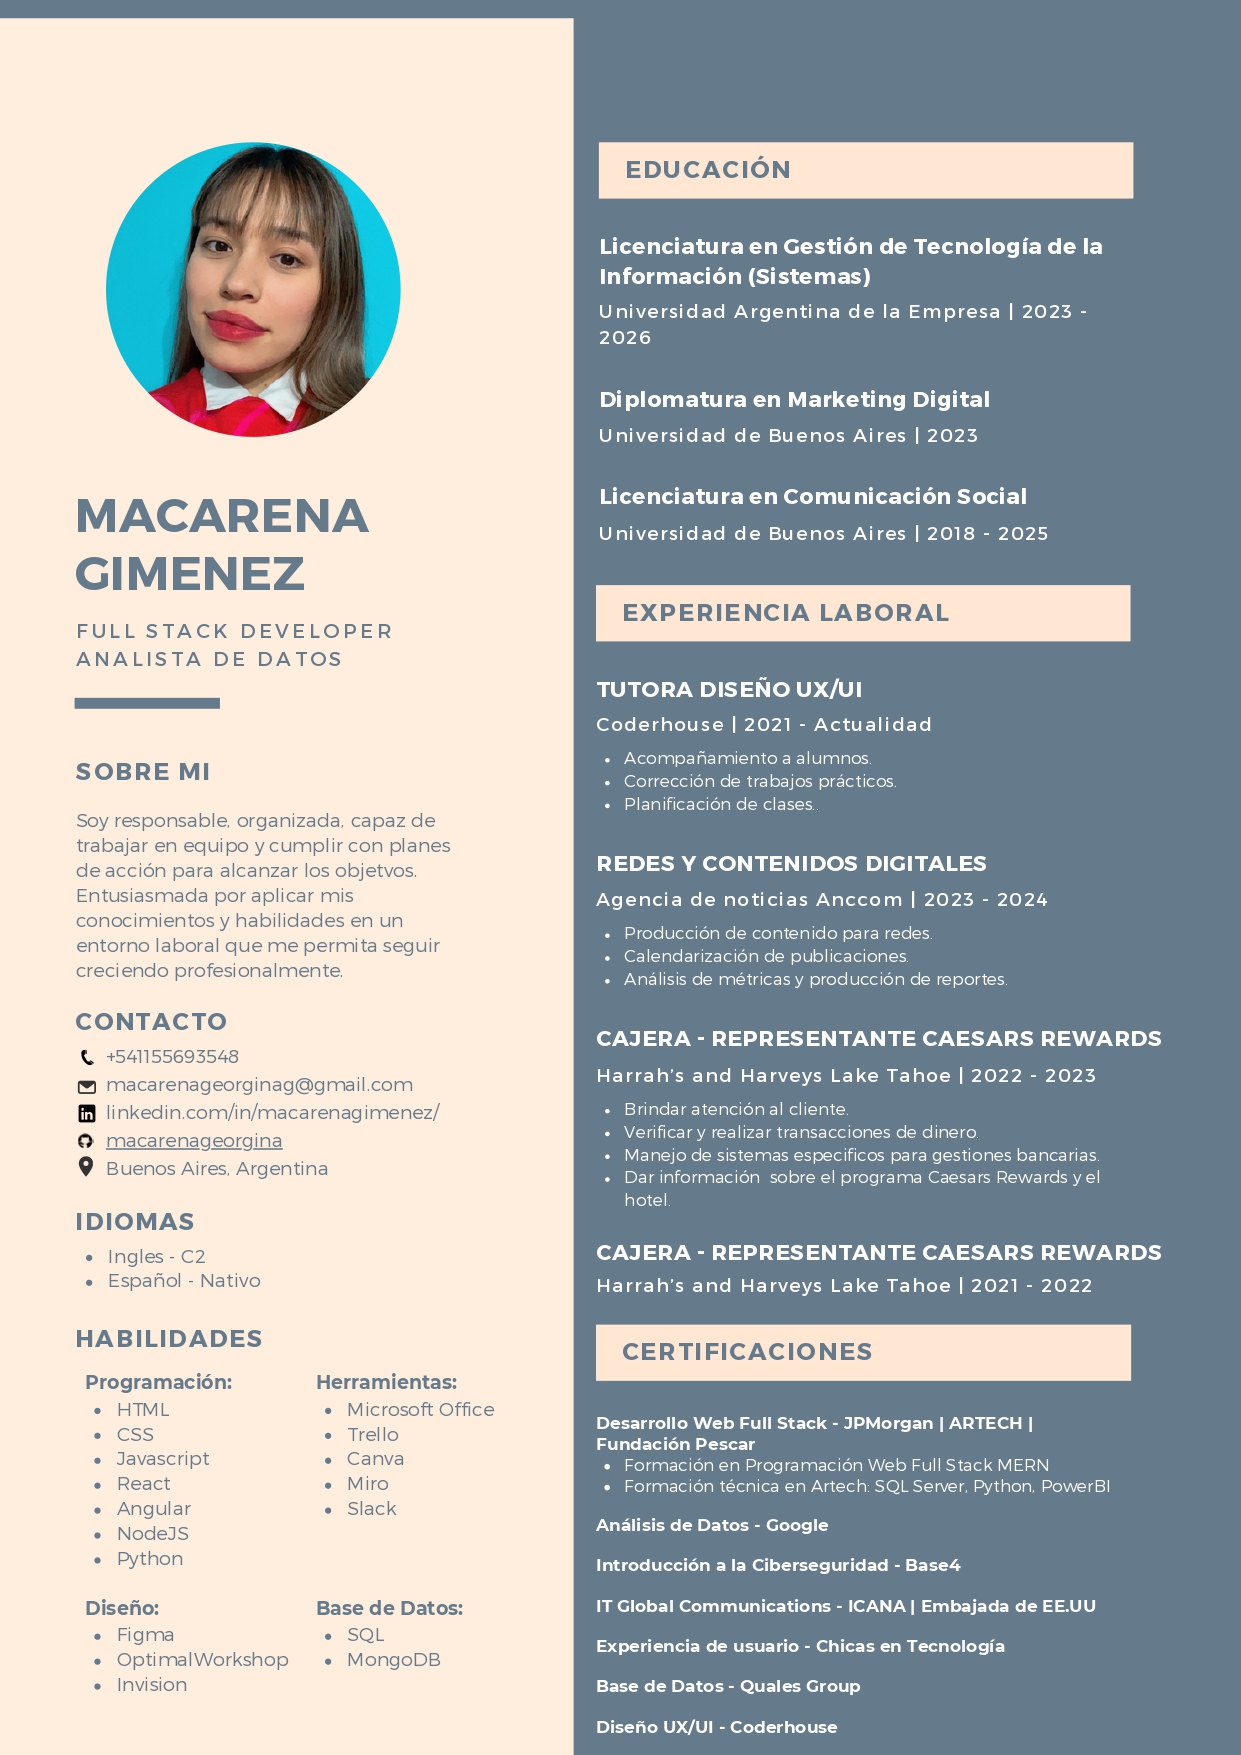 MACARENA
GIMENEZ
FULL STACK DEVELOPER
ANALISTA DE DATOS
SOBRE MI
Soy responsable, organizada, capaz de
trabajar en equipo y cumplir con planes
de acción para alcanzar los objetvos.
Entusiasmada por aplicar mis
conocimientos y habilidades en un
entorno laboral que me permita seguir
creciendo profesionalmente.
CONTACTO
+541155693548
macarenageorginag@gmail.com
linkedin.com/in/macarenagimenez/
macarenageorgina
Buenos Aires, Argentina
IDIOMAS
• Ingles - C2
• Español - Nativo
HABILIDADES
Programación:
• HTML
• CSS
• Javascript
• React
• Angular
• NodeJS
• Python
Herramientas:
• Microsoft Office
• Trello
• Canva
• Miro
• Slack
Diseño:
• Figma
• OptimalWorkshop
• Invision
Base de Datos:
• SQL
• MongoDB
EDUCACIÓN
Licenciatura en Gestión de Tecnología de la
Información (Sistemas)
Universidad Argentina de la Empresa | 2023 -
2026
Diplomatura en Marketing Digital
Universidad de Buenos Aires | 2023
Licenciatura en Comunicación Social
Universidad de Buenos Aires | 2018 - 2025
EXPERIENCIA LABORAL
TUTORA DISEÑO UX/UI
Coderhouse | 2021 - Actualidad
• Acompañamiento a alumnos.
• Corrección de trabajos prácticos.
• Planificación de clases..
REDES Y CONTENIDOS DIGITALES
Agencia de noticias Anccom | 2023 - 2024
• Producción de contenido para redes.
• Calendarización de publicaciones.
• Análisis de métricas y producción de reportes.
CAJERA - REPRESENTANTE CAESARS REWARDS
Harrah's and Harveys Lake Tahoe | 2022 - 2023
• Brindar atención al cliente.
• Verificar y realizar transacciones de dinero.
• Manejo de sistemas especificos para gestiones bancarias.
• Dar información  sobre el programa Caesars Rewards y el
hotel.
CAJERA - REPRESENTANTE CAESARS REWARDS
Harrah's and Harveys Lake Tahoe | 2021 - 2022
CERTIFICACIONES
Desarrollo Web Full Stack - JPMorgan | ARTECH |
Fundación Pescar
• Formación en Programación Web Full Stack MERN
• Formación técnica en Artech: SQL Server, Python, PowerBI
Análisis de Datos - Google
Introducción a la Ciberseguridad - Base4
IT Global Communications - ICANA | Embajada de EE.UU
Experiencia de usuario - Chicas en Tecnología
Base de Datos - Quales Group
Diseño UX/UI - Coderhouse